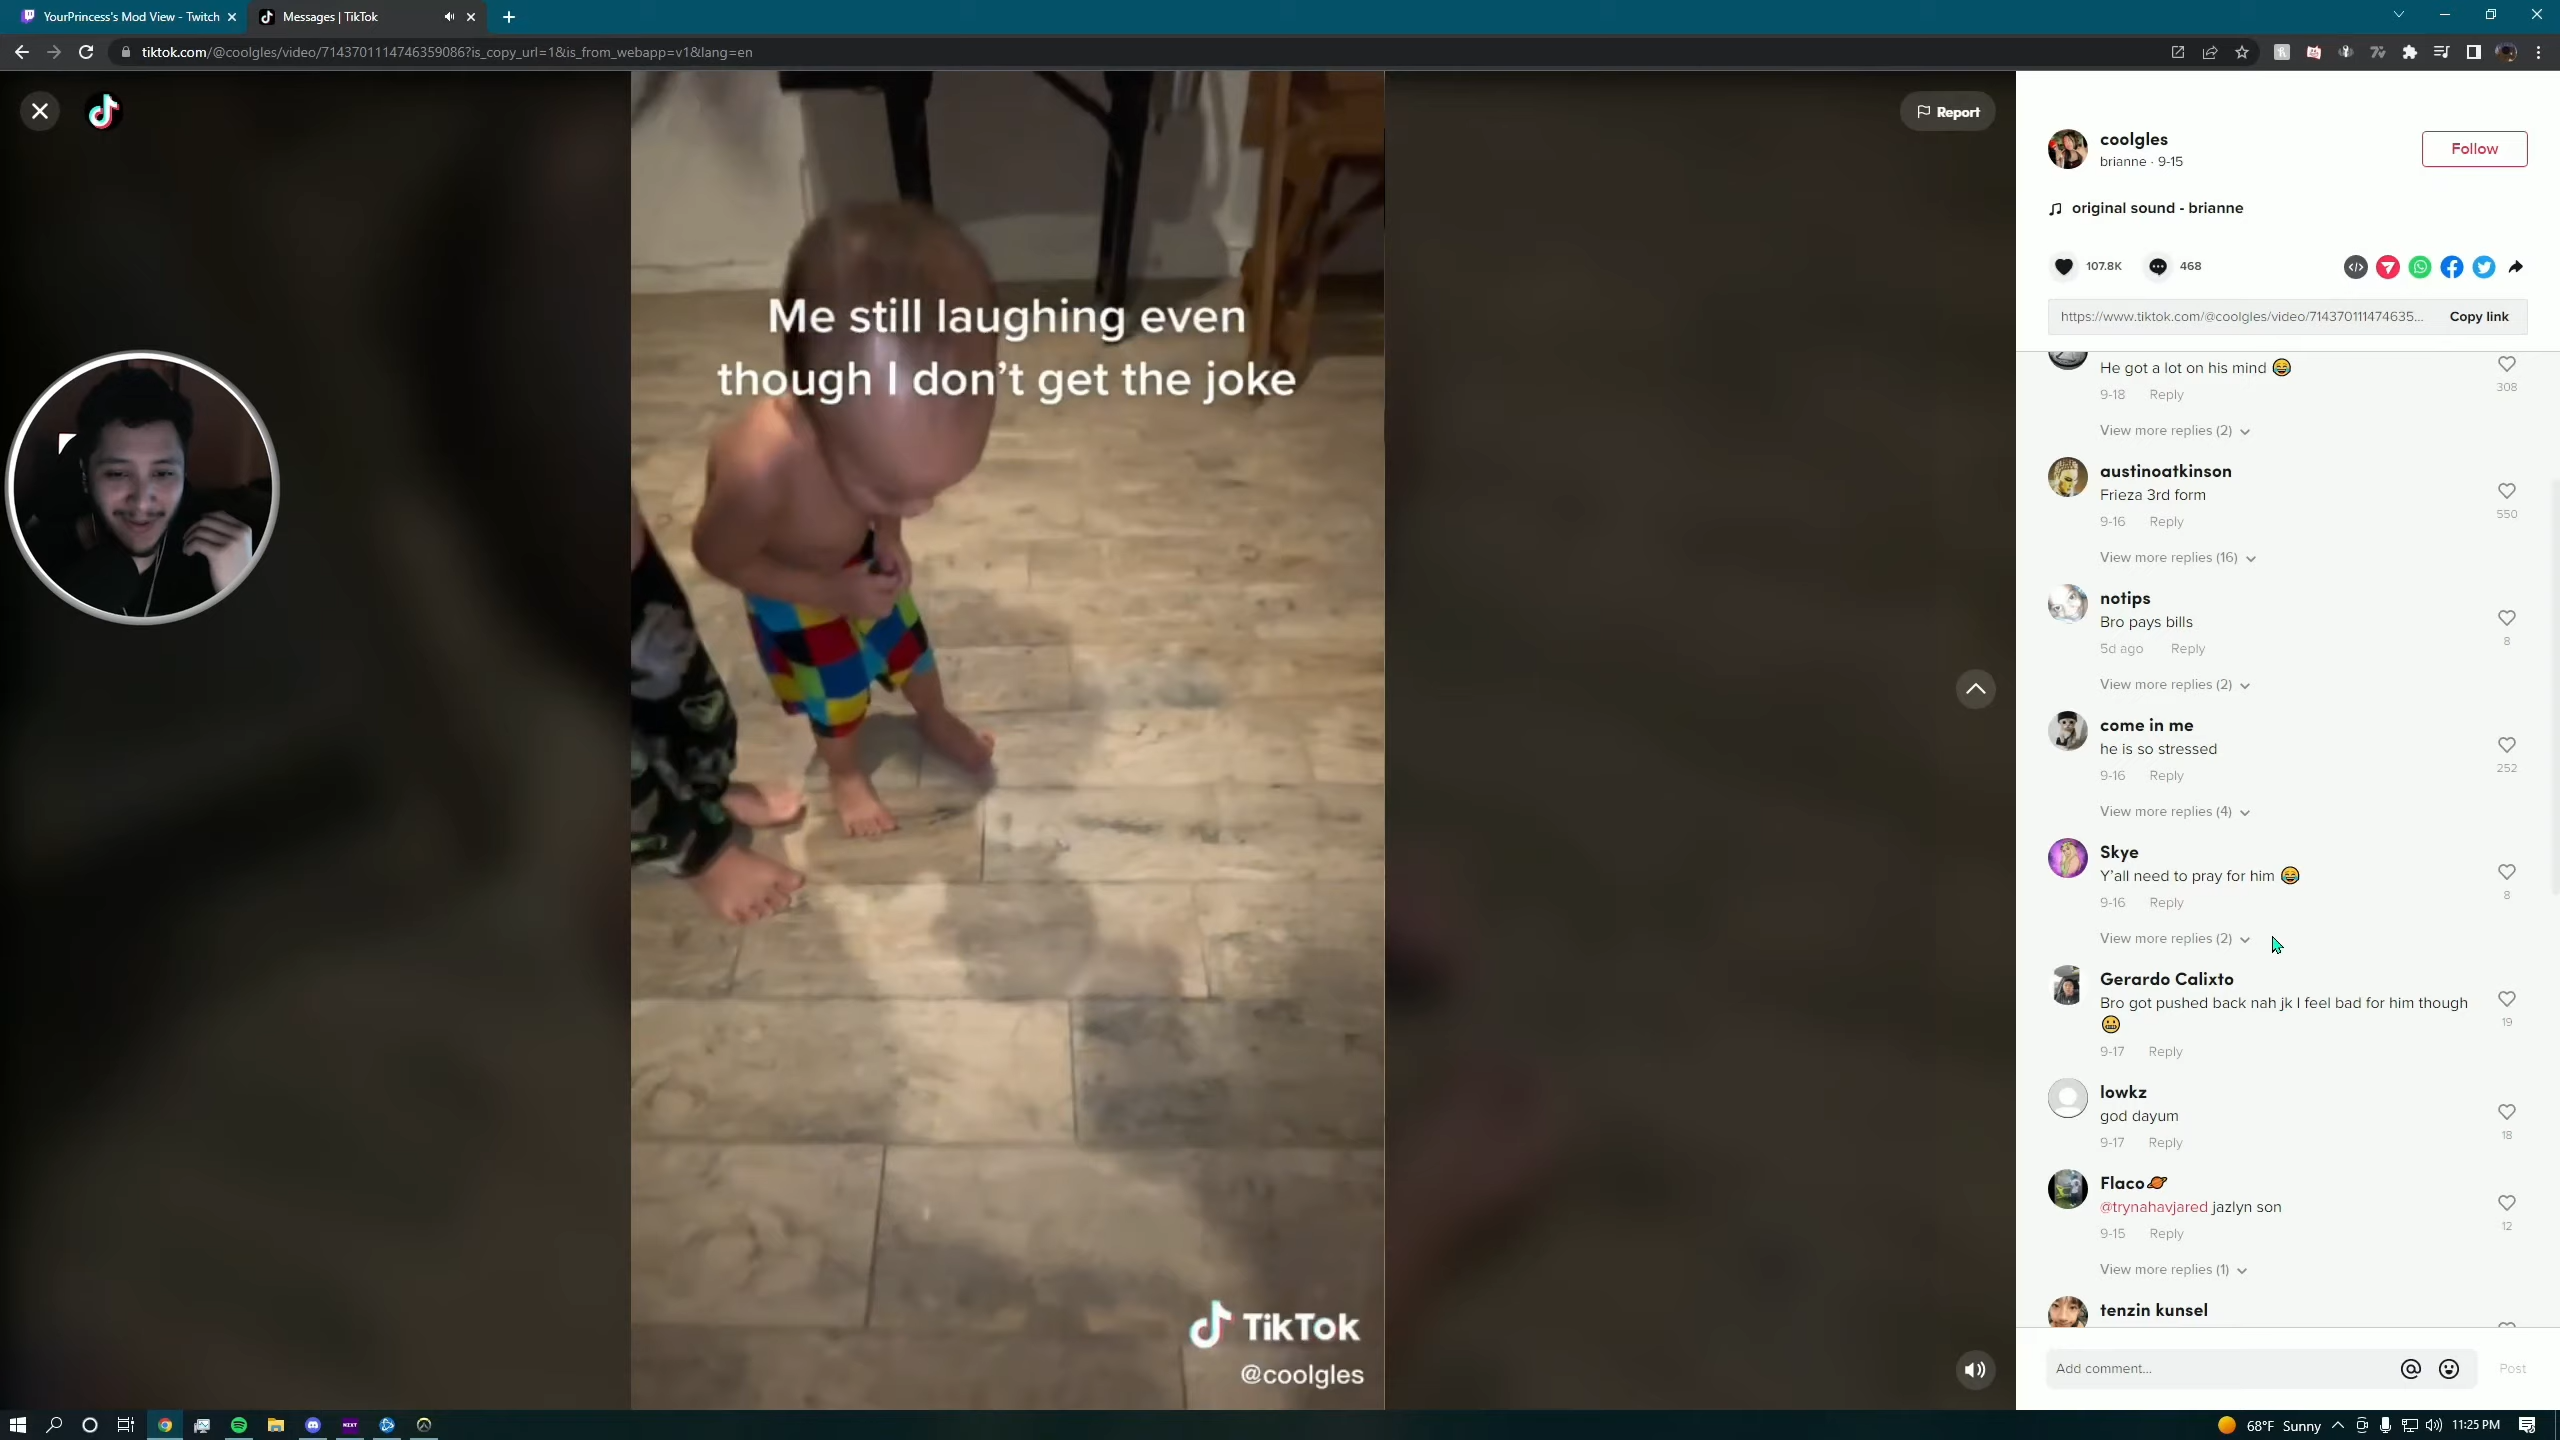 YourPrincess's Mod View - Twitch
Messages | TikTok
tiktok.com/@coolgles/video/7143701114746359086?is_copy_url=1&is_from_webapp=v1&lang=en
Report
Me still laughing even
though I don't get the joke
TikTok
@coolgles
coolgles
brianne · 9-15
Follow
original sound - brianne
107.8K
468
https://www.tiktok.com/@coolgles/video/714370111474635...
Copy link
He got a lot on his mind 😂
308
9-18 Reply
View more replies (2)
austinoatkinson
Frieza 3rd form
550
9-16 Reply
View more replies (16)
notips
Bro pays bills
8
5d ago Reply
View more replies (2)
come in me
he is so stressed
252
9-16 Reply
View more replies (4)
Skye
Y'all need to pray for him 😂
8
9-16 Reply
View more replies (2)
Gerardo Calixto
Bro got pushed back nah jk I feel bad for him though
😬
19
9-17 Reply
lowkz
god dayum
18
9-17 Reply
Flaco🪐
@trynahavjared jazlyn son
12
9-15 Reply
View more replies (1)
tenzin kunsel
Add comment...
Post
NZXT
68°F Sunny
11:25 PM